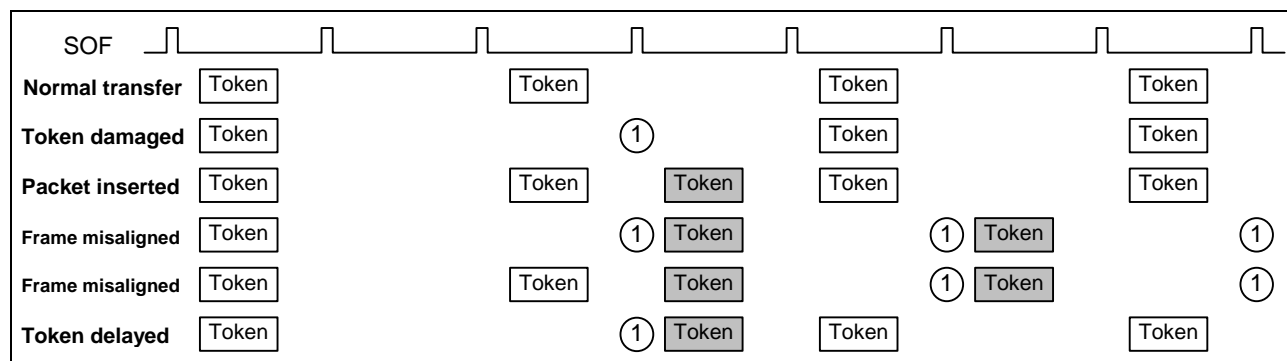 SOF
Normal transfer Token Token Token Token
Token damaged Token 1 Token Token
Packet inserted Token Token Token Token Token
Frame misaligned Token 1 Token 1 Token 1
Frame misaligned Token Token Token 1 Token 1
Token delayed Token 1 Token Token Token